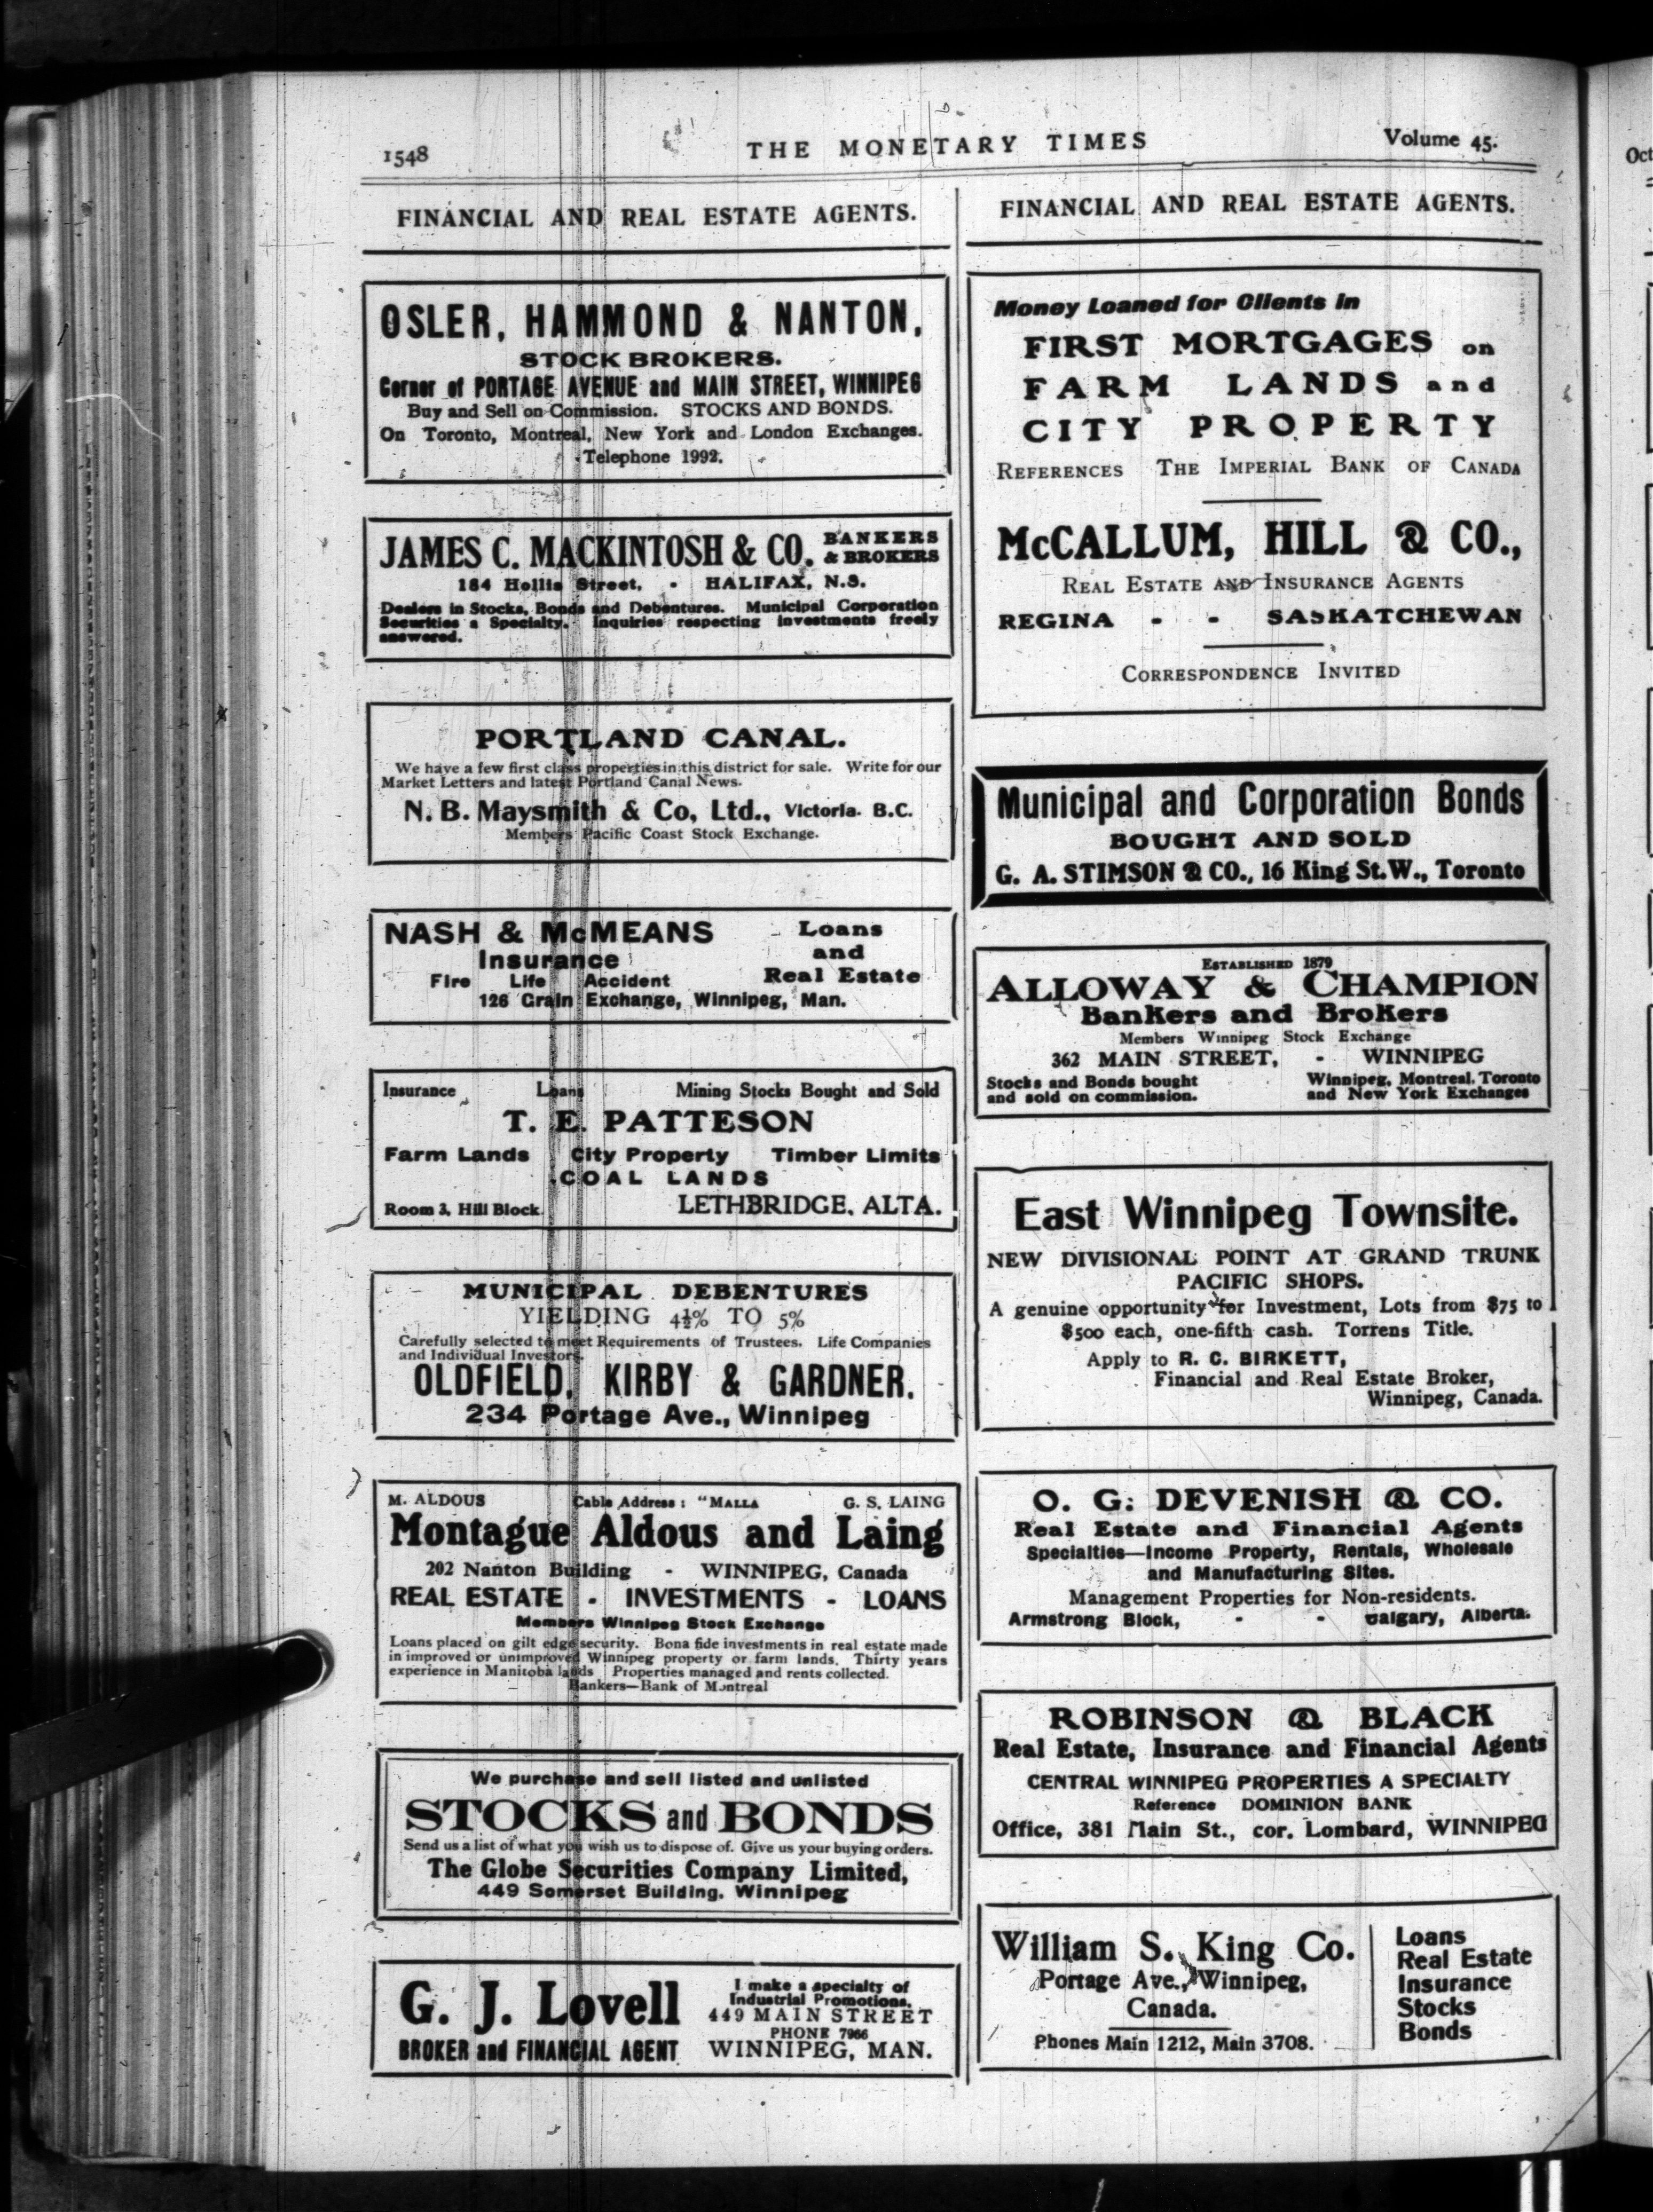 1548
THE MONETARY TIMES
Volume 45.
FINANCIAL AND REAL ESTATE AGENTS.
OSLER, HAMMOND & NANTON,
STOCK BROKERS.
Corner of PORTAGE AVENUE and MAIN STREET, WINNIPEG
Buy and Sell on Commission. STOCKS AND BONDS.
On Toronto, Montreal, New York and London Exchanges.
Telephone 1992.
JAMES C. MACKINTOSH & CO. BANKERS
& BROKERS
184 Hollis Street, - HALIFAX, N.S.
Dealers in Stocks, Bonds and Debentures. Municipal Corporation
Securities a Specialty. Inquiries respecting investments freely
answered.
PORTLAND CANAL.
We have a few first class properties in this district for sale. Write for our
Market Letters and latest Portland Canal News.
N. B. Maysmith & Co, Ltd., Victoria. B.C.
Members Pacific Coast Stock Exchange.
NASH & McMEANS
Insurance
Fire Life Accident
Loans
and
Real Estate
126 Grain Exchange, Winnipeg, Man.
Insurance Loans Mining Stocks Bought and Sold
T. E. PATTESON
Farm Lands City Property Timber Limits
COAL LANDS
Room 3, Hill Block. LETHBRIDGE, ALTA.
MUNICIPAL DEBENTURES
YIELDING 4½% TO 5%
Carefully selected to meet Requirements of Trustees. Life Companies
and Individual Investors.
OLDFIELD, KIRBY & GARDNER.
234 Portage Ave., Winnipeg
M. ALDOUS Cable Address : "MALLA G. S. LAING
Montague Aldous and Laing
202 Nanton Building - WINNIPEG, Canada
REAL ESTATE - INVESTMENTS - LOANS
Members Winnipeg Stock Exchange
Loans placed on gilt edge security. Bona fide investments in real estate made
in improved or unimproved Winnipeg property or farm lands. Thirty years
experience in Manitoba lands Properties managed and rents collected.
Bankers—Bank of Montreal
We purchase and sell listed and unlisted
STOCKS and BONDS
Send us a list of what you wish us to dispose of. Give us your buying orders.
The Globe Securities Company Limited,
449 Somerset Building, Winnipeg
G. J. Lovell
BROKER and FINANCIAL AGENT
I make a specialty of
Industrial Promotions.
449 MAIN STREET
PHONE 7966
WINNIPEG, MAN.
FINANCIAL AND REAL ESTATE AGENTS.
Money Loaned for Clients in
FIRST MORTGAGES on
FARM LANDS and
CITY PROPERTY
REFERENCES THE IMPERIAL BANK OF CANADA
McCALLUM, HILL & CO.,
REAL ESTATE AND INSURANCE AGENTS
REGINA - - SASKATCHEWAN
CORRESPONDENCE INVITED
Municipal and Corporation Bonds
BOUGHT AND SOLD
G. A. STIMSON & CO., 16 King St. W., Toronto
ESTABLISHED 1879
ALLOWAY & CHAMPION
Bankers and Brokers
Members Winnipeg Stock Exchange
362 MAIN STREET, - WINNIPEG
Stocks and Bonds bought
and sold on commission.
Winnipeg, Montreal, Toronto
and New York Exchanges
East Winnipeg Townsite.
NEW DIVISIONAL POINT AT GRAND TRUNK
PACIFIC SHOPS.
A genuine opportunity for Investment, Lots from $75 to
$500 each, one-fifth cash. Torrens Title.
Apply to R. C. BIRKETT,
Financial and Real Estate Broker,
Winnipeg, Canada.
O. G. DEVENISH & CO.
Real Estate and Financial Agents
Specialties—Income Property, Rentals, Wholesale
and Manufacturing Sites.
Management Properties for Non-residents.
Armstrong Block, - - Calgary, Alberta.
ROBINSON & BLACK
Real Estate, Insurance and Financial Agents
CENTRAL WINNIPEG PROPERTIES A SPECIALTY
Reference DOMINION BANK
Office, 381 Main St., cor. Lombard, WINNIPEG
William S. King Co.
Portage Ave., Winnipeg,
Canada.
Phones Main 1212, Main 3708.
Loans
Real Estate
Insurance
Stocks
Bonds
Oct